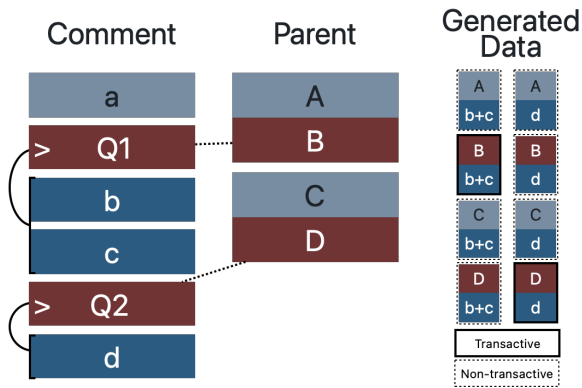 Comment
Parent
Generated
Data
a
> Q1
b
c
> Q2
d
A
B
C
D
A
b+c
A
d
B
b+c
B
d
C
b+c
C
d
D
b+c
D
d
Transactive
Non-transactive